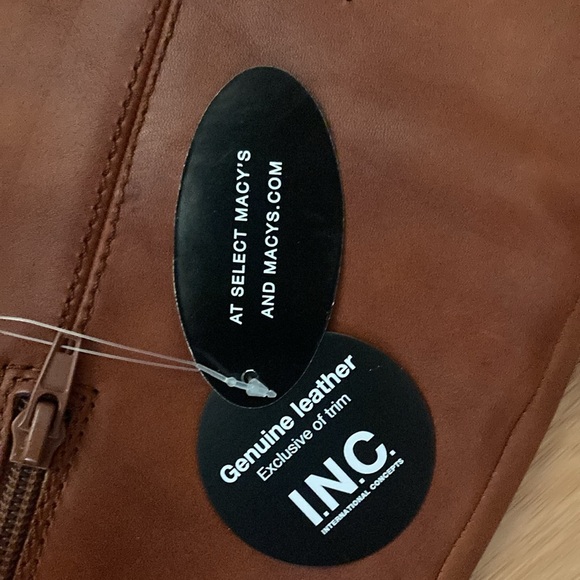 AT SELECT MACY'S
AND MACYS.COM
Genuine leather
Exclusive of trim
I.N.C.
INTERNATIONAL CONCEPTS